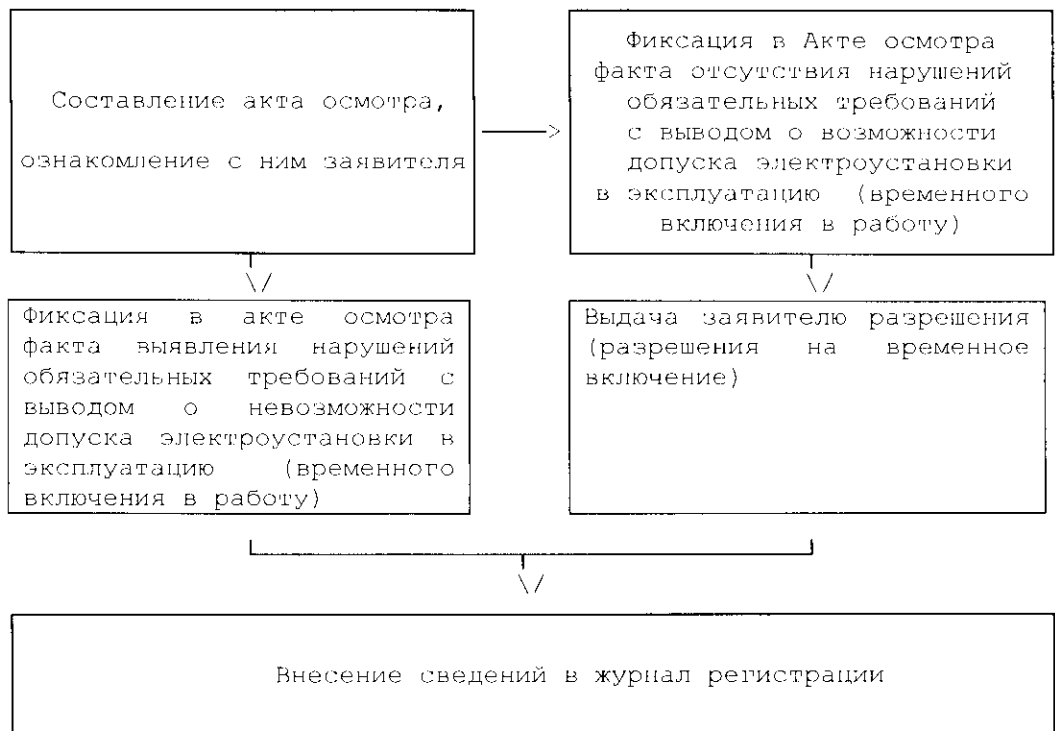 Составление акта осмотра,
ознакомление с ним заявителя
Фиксация в Акте осмотра
факта отсутствия нарушений
обязательных требований
с выводом о возможности
допуска электроустановки
в эксплуатацию (временного
включения в работу)
Фиксация в акте осмотра
факта выявления нарушений
обязательных требований с
выводом о невозможности
допуска электроустановки в
эксплуатацию (временного
включения в работу)
Выдача заявителю разрешения
(разрешения на временное
включение)
Внесение сведений в журнал регистрации